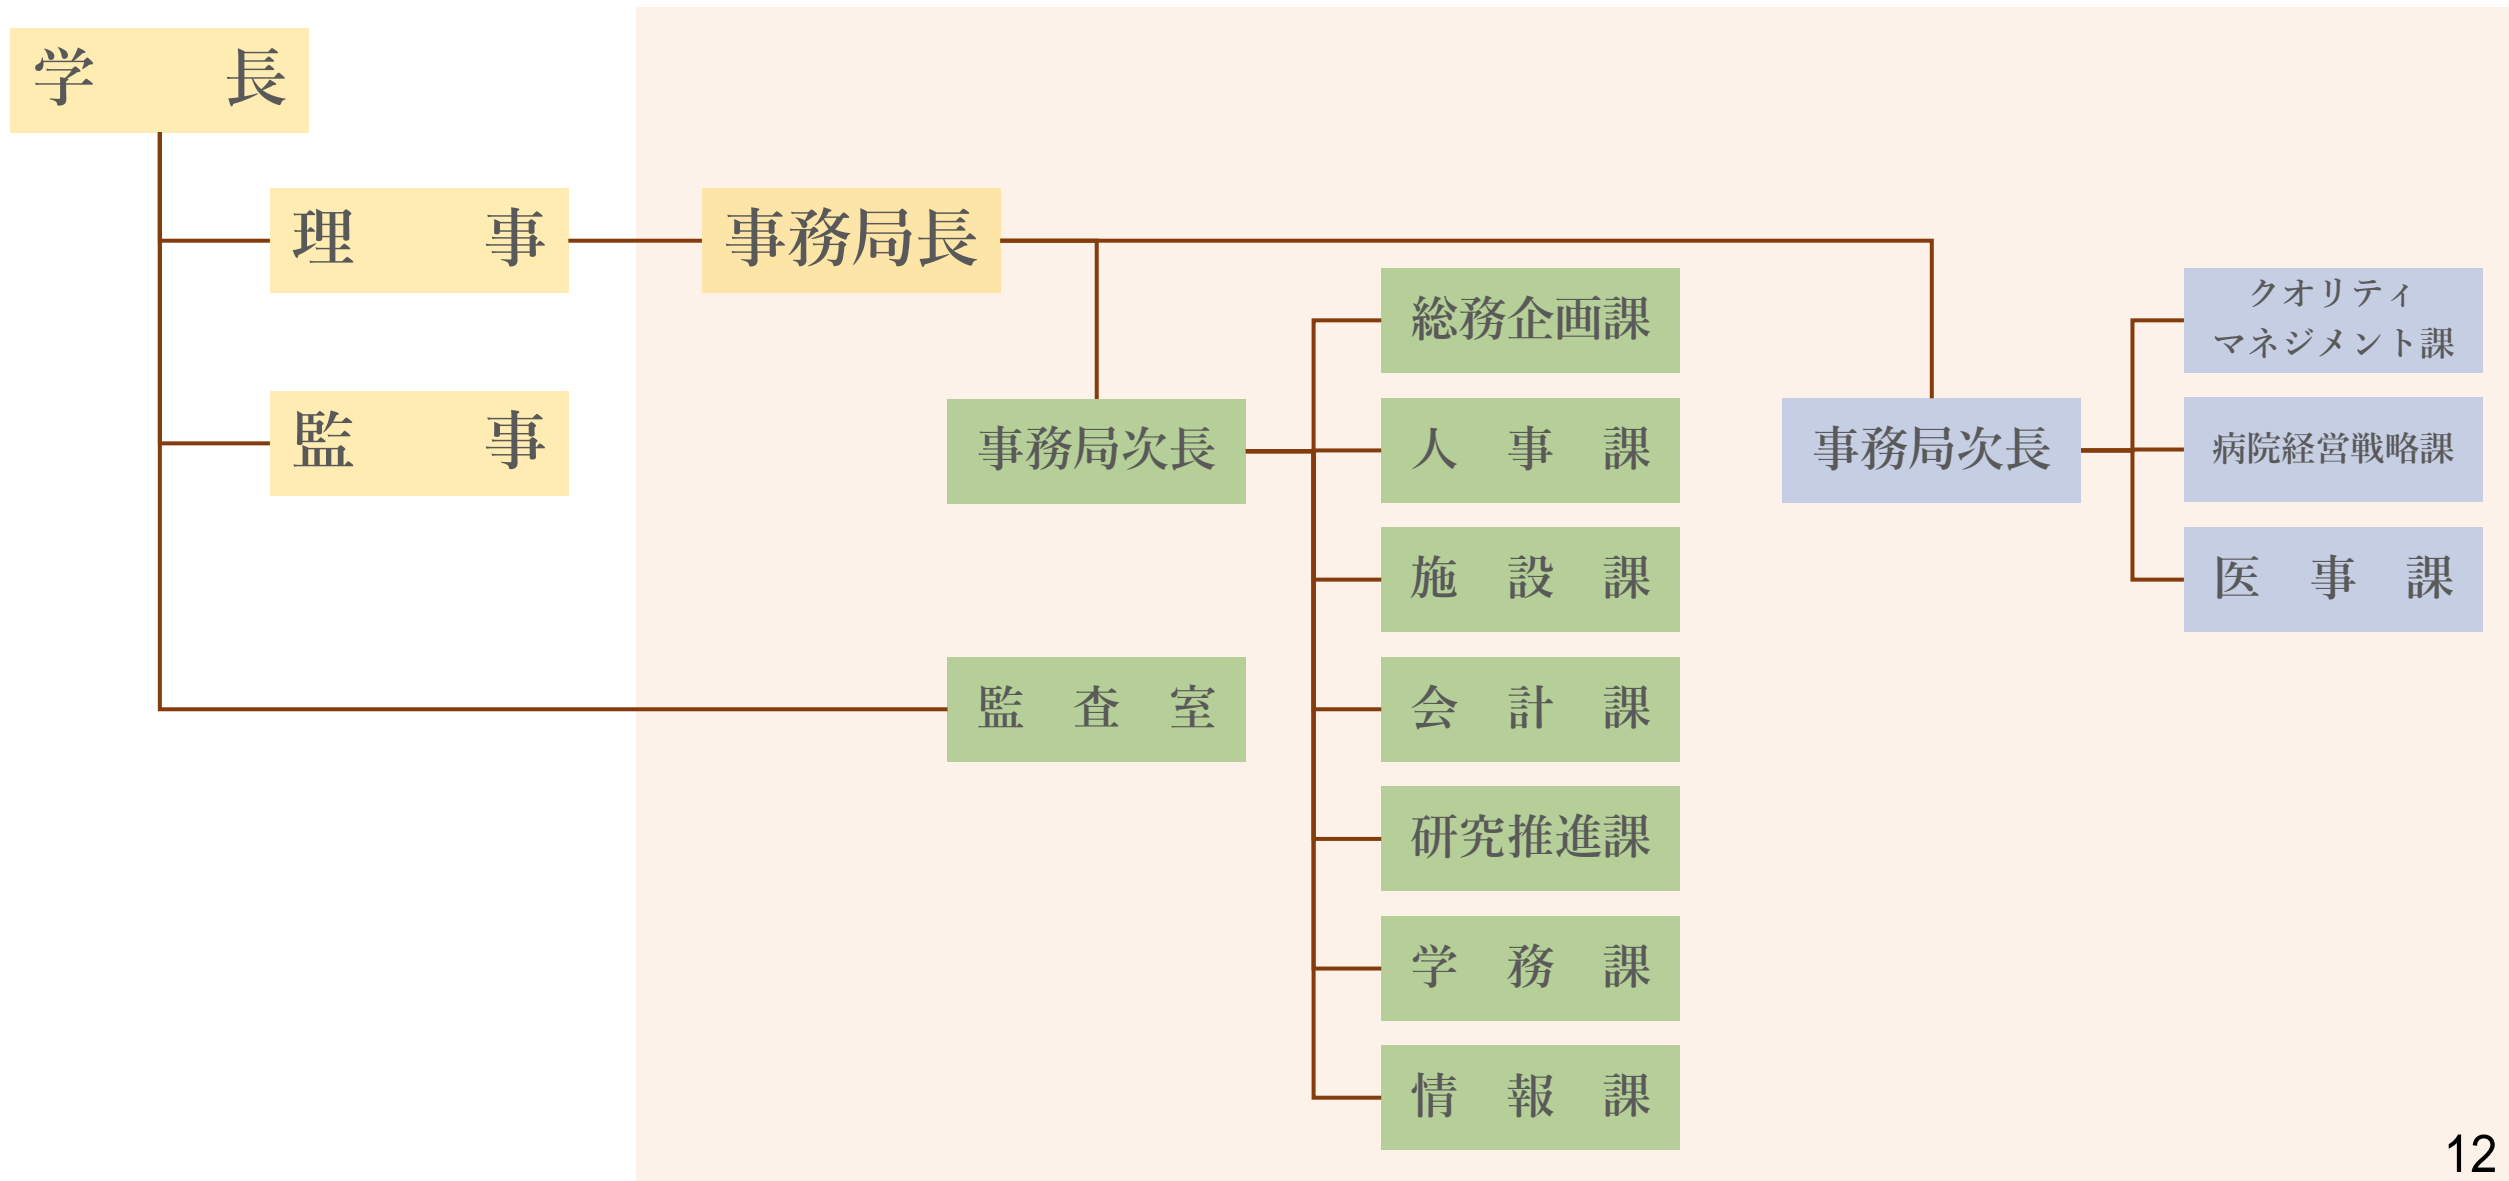 学長
理事
事務局長
監事
事務局次長
総務企画課
人事課
施設課
会計課
研究推進課
学務課
情報課
監査室
事務局次長
クオリティ
マネジメント課
病院経営戦略課
医事課
12